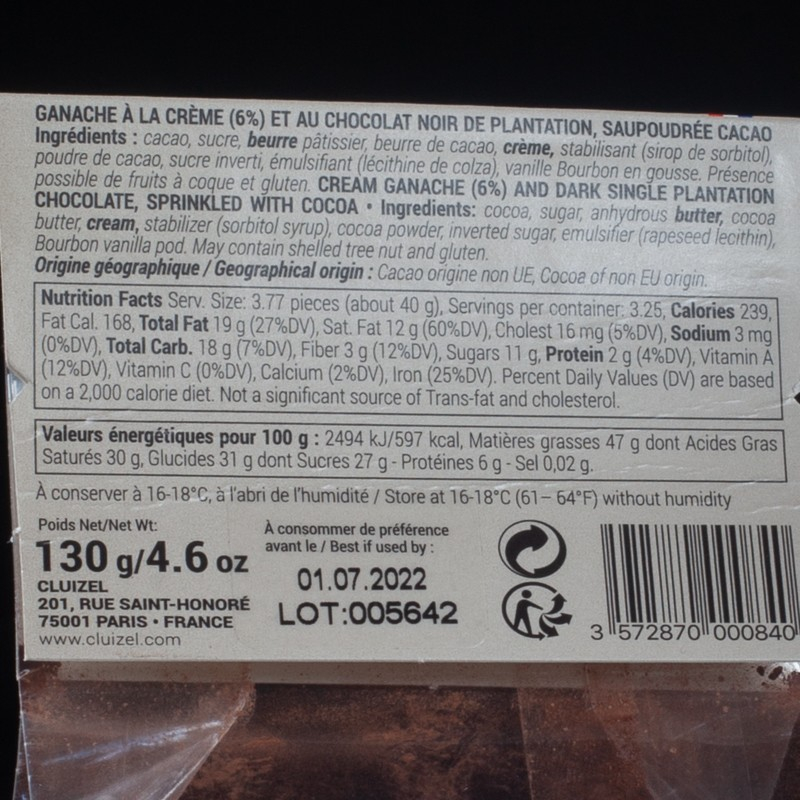 GANACHE À LA CRÈME (6%) ET AU CHOCOLAT NOIR DE PLANTATION, SAUPOUDRÉE CACAO
Ingrédients : cacao, sucre, beurre pâtissier, beurre de cacao, crème, stabilisant (sirop de sorbitol),
poudre de cacao, sucre inverti, émulsifiant (lécithine de colza), vanille Bourbon en gousse. Présence
possible de fruits à coque et gluten. CREAM GANACHE (6%) AND DARK SINGLE PLANTATION
CHOCOLATE, SPRINKLED WITH COCOA • Ingredients: cocoa, sugar, anhydrous butter, cocoa
butter, cream, stabilizer (sorbitol syrup), cocoa powder, inverted sugar, emulsifier (rapeseed lecithin),
Bourbon vanilla pod. May contain shelled tree nut and gluten.
Origine géographique / Geographical origin : Cacao origine non UE, Cocoa of non EU origin.
Nutrition Facts Serv. Size: 3.77 pieces (about 40 g), Servings per container: 3.25, Calories 239,
Fat Cal. 168, Total Fat 19 g (27%DV), Sat. Fat 12 g (60%DV), Cholest 16 mg (5%DV), Sodium 3 mg
(0%DV), Total Carb. 18 g (7%DV), Fiber 3 g (12%DV), Sugars 11 g, Protein 2 g (4%DV), Vitamin A
(12%DV), Vitamin C (0%DV), Calcium (2%DV), Iron (25%DV). Percent Daily Values (DV) are based
on a 2,000 calorie diet. Not a significant source of Trans-fat and cholesterol.
Valeurs énergétiques pour 100 g : 2494 kJ/597 kcal, Matières grasses 47 g dont Acides Gras
Saturés 30 g, Glucides 31 g dont Sucres 27 g - Protéines 6 g - Sel 0,02 g.
À conserver à 16-18°C, à l'abri de l'humidité / Store at 16-18°C (61– 64°F) without humidity
Poids Net/Net Wt:
130 g/4.6 oz
CLUIZEL
201, RUE SAINT-HONORÉ
75001 PARIS • FRANCE
www.cluizel.com
À consommer de préférence
avant le / Best if used by :
01.07.2022
LOT:005642
3 572870 000840